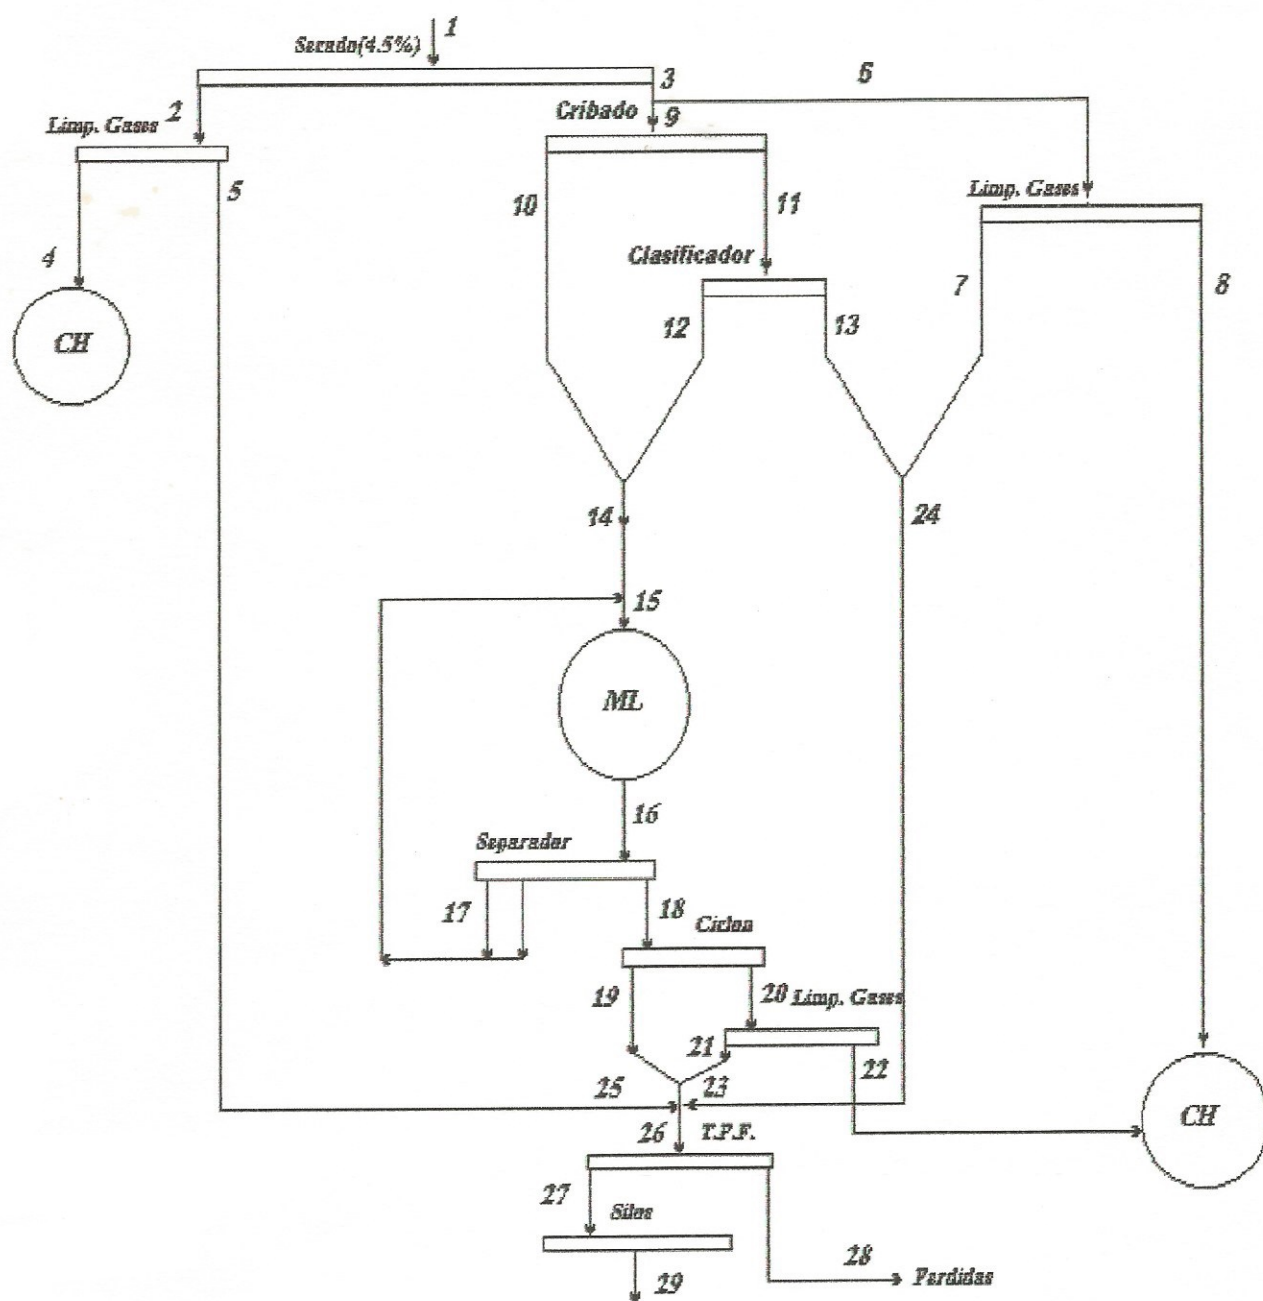 1
Secado(4.5%)
3
6
2
Cribado
9
Limp. Gases
5
10
11
Limp. Gases
4
Clasificador
7
8
12
13
CH
14
24
15
ML
16
Separador
17
18
Ciclon
19
20
Limp. Gases
21
22
25
23
CH
26
T.P.F.
27
Silos
28
Perdidas
29